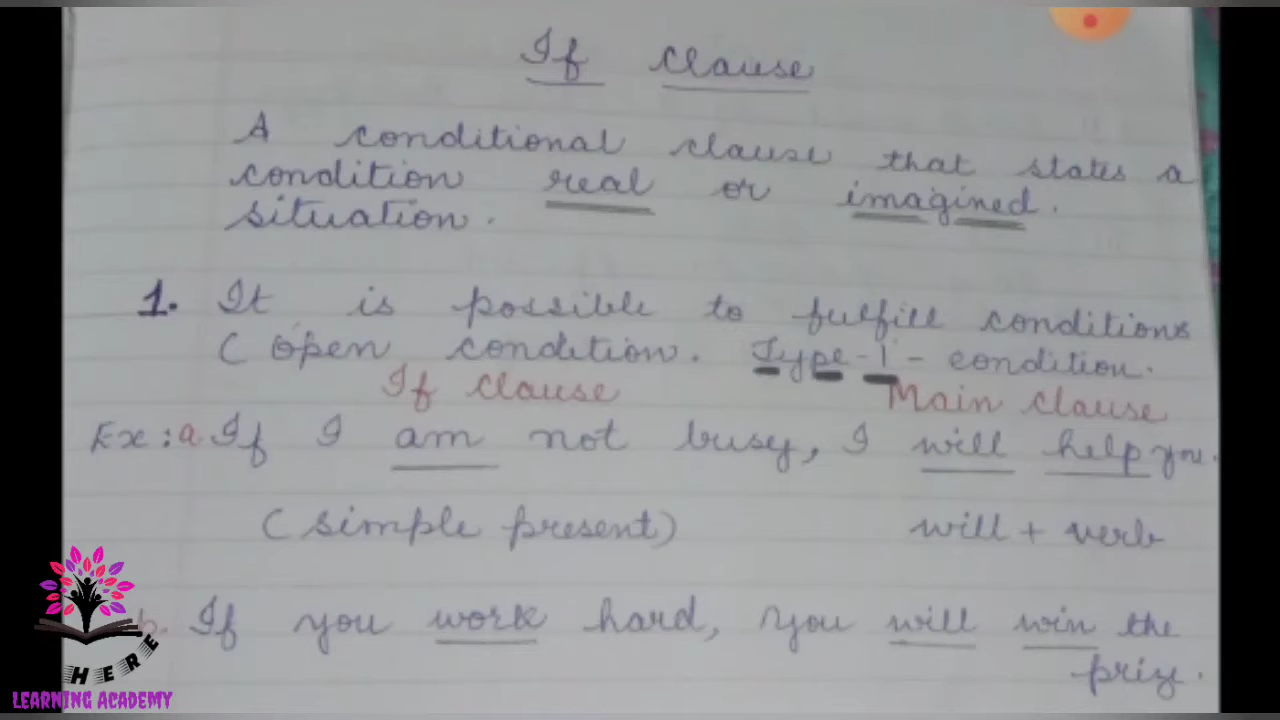 If clause
A conditional clause that states a
condition real or imagined.
situation.
1. It is possible to fulfill conditions
( open condition. Type-1 - condition.
If clause Main clause
Ex: a. If I am not busy, I will help you.
(simple present) will + verb
b. If you work hard, you will win the
prize.
HERE
LEARNING ACADEMY